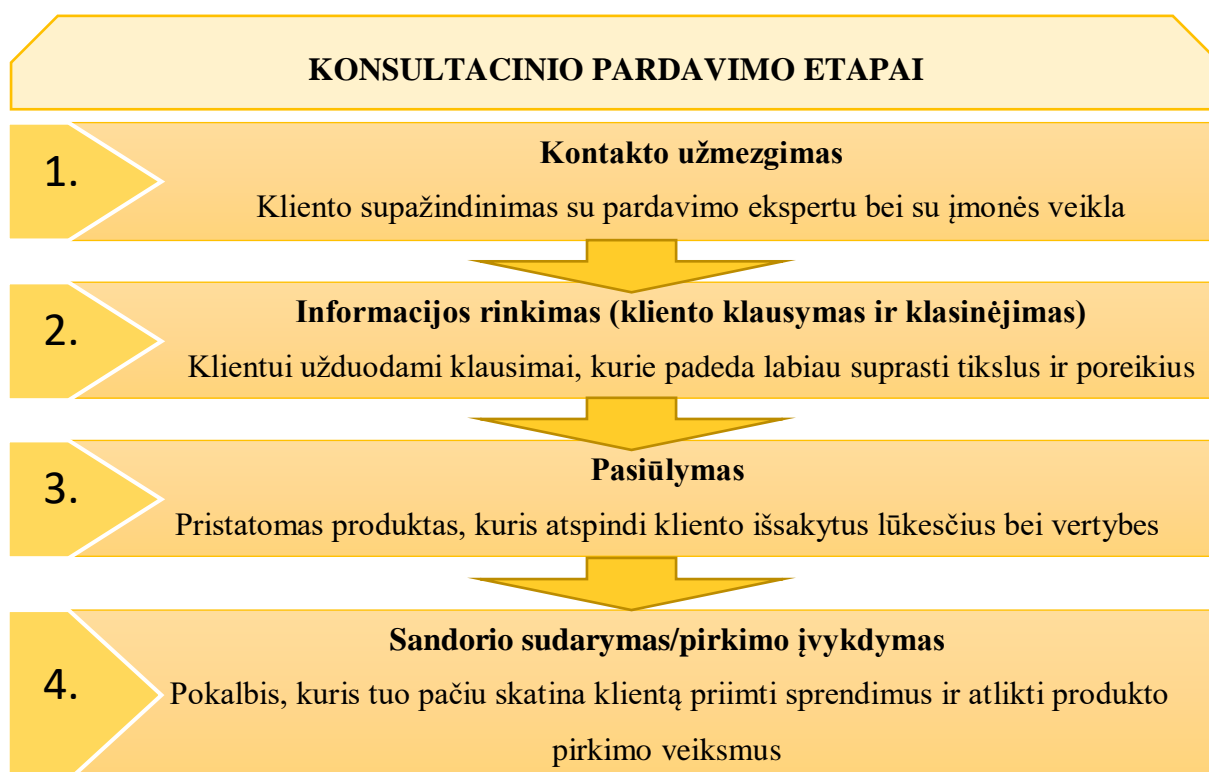 KONSULTACINIO PARDAVIMO ETAPAI
1.
Kontakto užmezgimas
Kliento supažindinimas su pardavimo ekspertu bei su įmonės veikla
2.
Informacijos rinkimas (kliento klausymas ir klasinėjimas)
Klientui užduodami klausimai, kurie padeda labiau suprasti tikslus ir poreikius
3.
Pasiūlymas
Pristatomas produktas, kuris atspindi kliento išsakytus lūkesčius bei vertybes
4.
Sandorio sudarymas/pirkimo įvykdymas
Pokalbis, kuris tuo pačiu skatina klientą priimti sprendimus ir atlikti produkto
pirkimo veiksmus